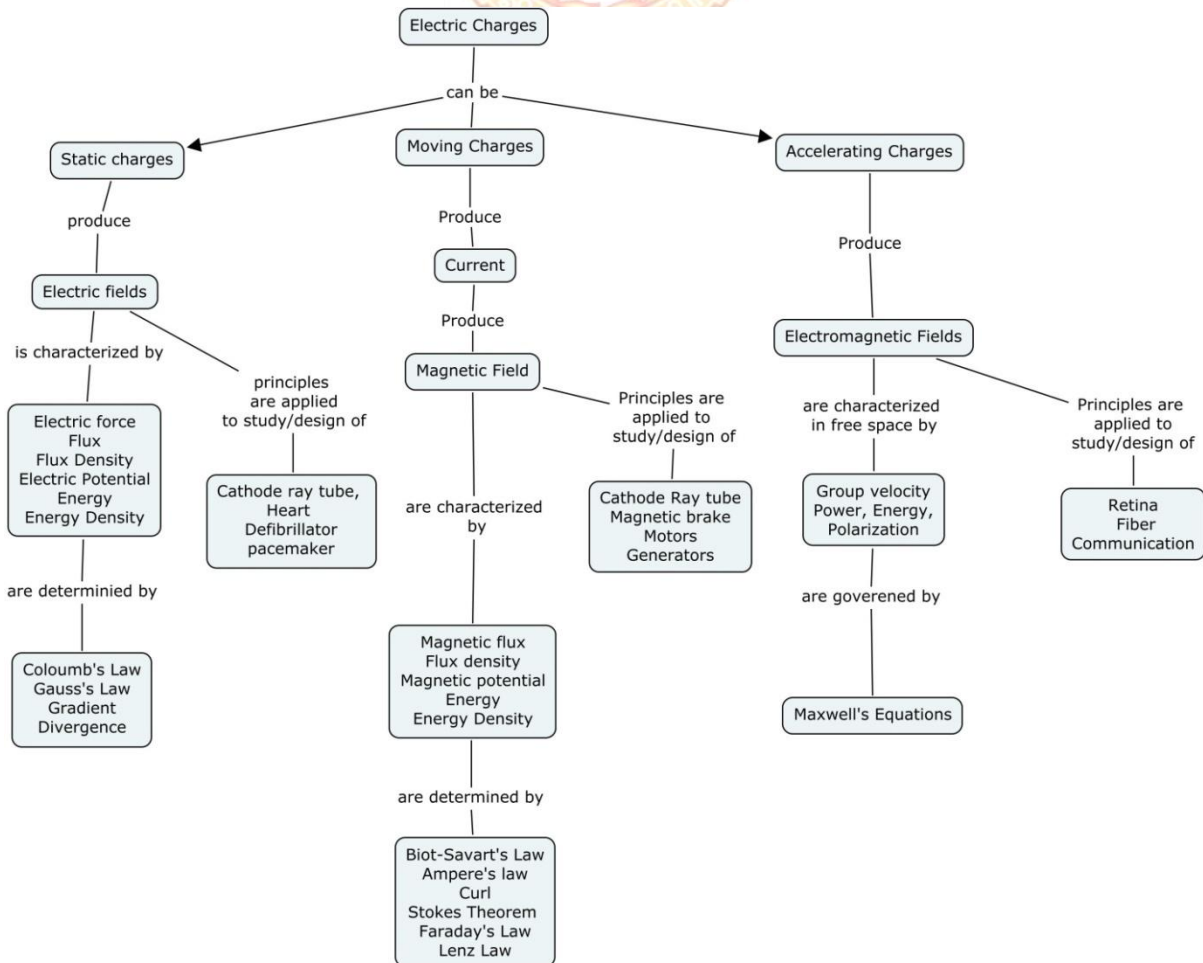 Electric Charges
can be
Static charges
Moving Charges
Accelerating Charges
produce
Produce
Produce
Electric fields
Current
Produce
Electromagnetic Fields
is characterized by
principles
are applied
to study/design of
Magnetic Field
Principles are
applied to
study/design of
are characterized
in free space by
Principles are
applied to
study/design of
Electric force
Flux
Flux Density
Electric Potential
Energy
Energy Density
Cathode ray tube,
Heart
Defibrillator
pacemaker
are characterized
by
Cathode Ray tube
Magnetic brake
Motors
Generators
Group velocity
Power, Energy,
Polarization
Retina
Fiber
Communication
are determinied by
are goverened by
Coloumb's Law
Gauss's Law
Gradient
Divergence
Magnetic flux
Flux density
Magnetic potential
Energy
Energy Density
Maxwell's Equations
are determined by
Biot-Savart's Law
Ampere's law
Curl
Stokes Theorem
Faraday's Law
Lenz Law